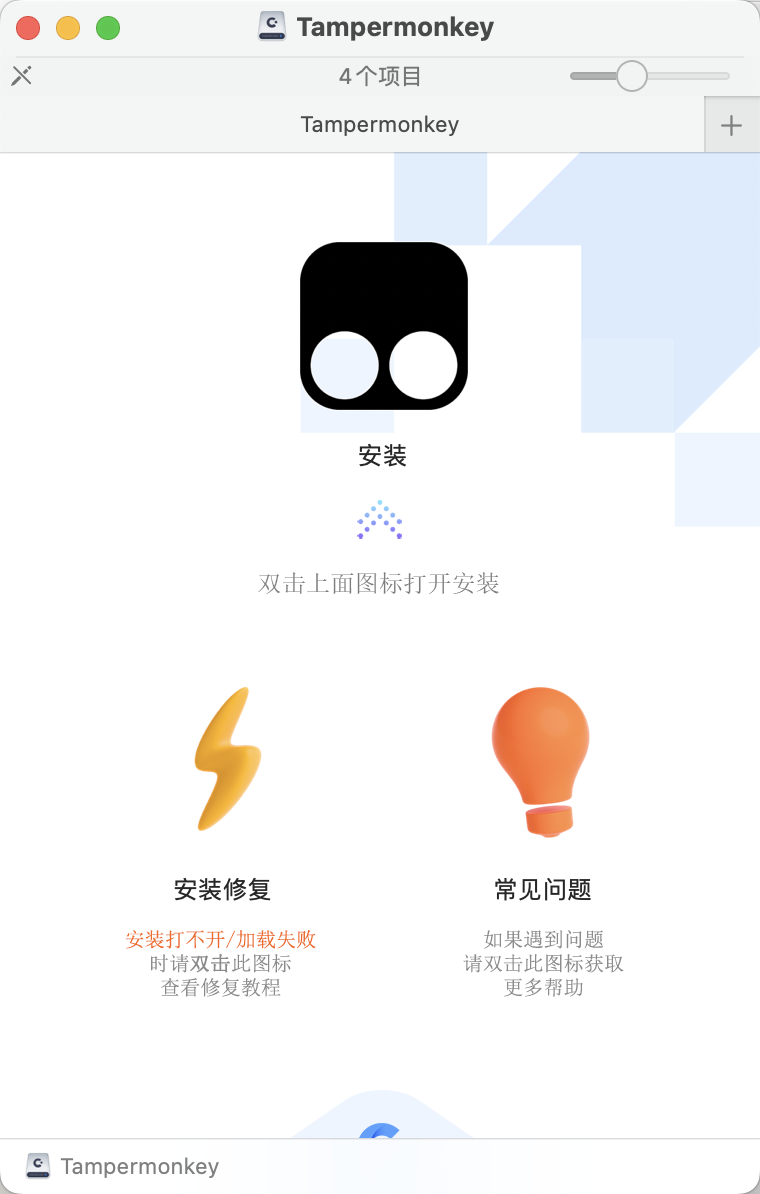 Tampermonkey
4个项目
Tampermonkey
安装
双击上面图标打开安装
安装修复
安装打不开/加载失败
时请双击此图标
查看修复教程
常见问题
如果遇到问题
请双击此图标获取
更多帮助
Tampermonkey